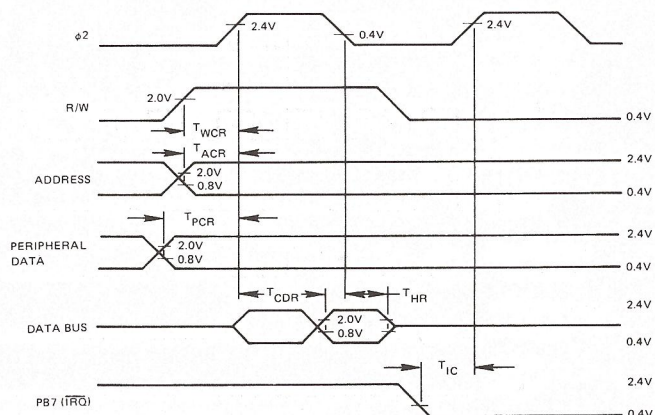 φ2
2.4V
0.4V
2.4V
R/W
2.0V
0.4V
TWCR
TACR
2.4V
ADDRESS
2.0V
0.8V
0.4V
TPCR
PERIPHERAL
DATA
2.0V
0.8V
2.4V
0.4V
TCDR
THR
2.4V
DATA BUS
2.0V
0.8V
0.4V
TIC
2.4V
PB7 (IRQ)
0.4V